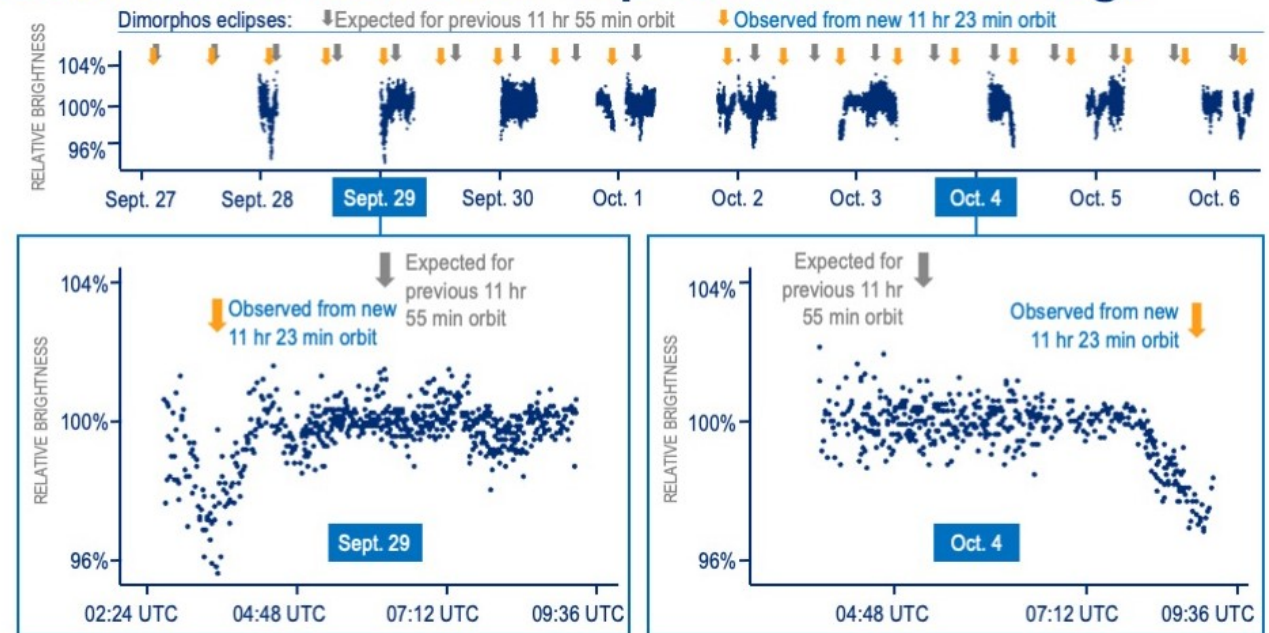 Dimorphos eclipses: Expected for previous 11 hr 55 min orbit Observed from new 11 hr 23 min orbit
RELATIVE BRIGHTNESS
104%
100%
96%
Sept. 27 Sept. 28 Sept. 29 Sept. 30 Oct. 1 Oct. 2 Oct. 3 Oct. 4 Oct. 5 Oct. 6
RELATIVE BRIGHTNESS
104%
100%
96%
Expected for
previous 11 hr
55 min orbit
Observed from new
11 hr 23 min orbit
Sept. 29
02:24 UTC 04:48 UTC 07:12 UTC 09:36 UTC
RELATIVE BRIGHTNESS
104%
100%
96%
Expected for
previous 11 hr
55 min orbit
Observed from new
11 hr 23 min orbit
Oct. 4
04:48 UTC 07:12 UTC 09:36 UTC